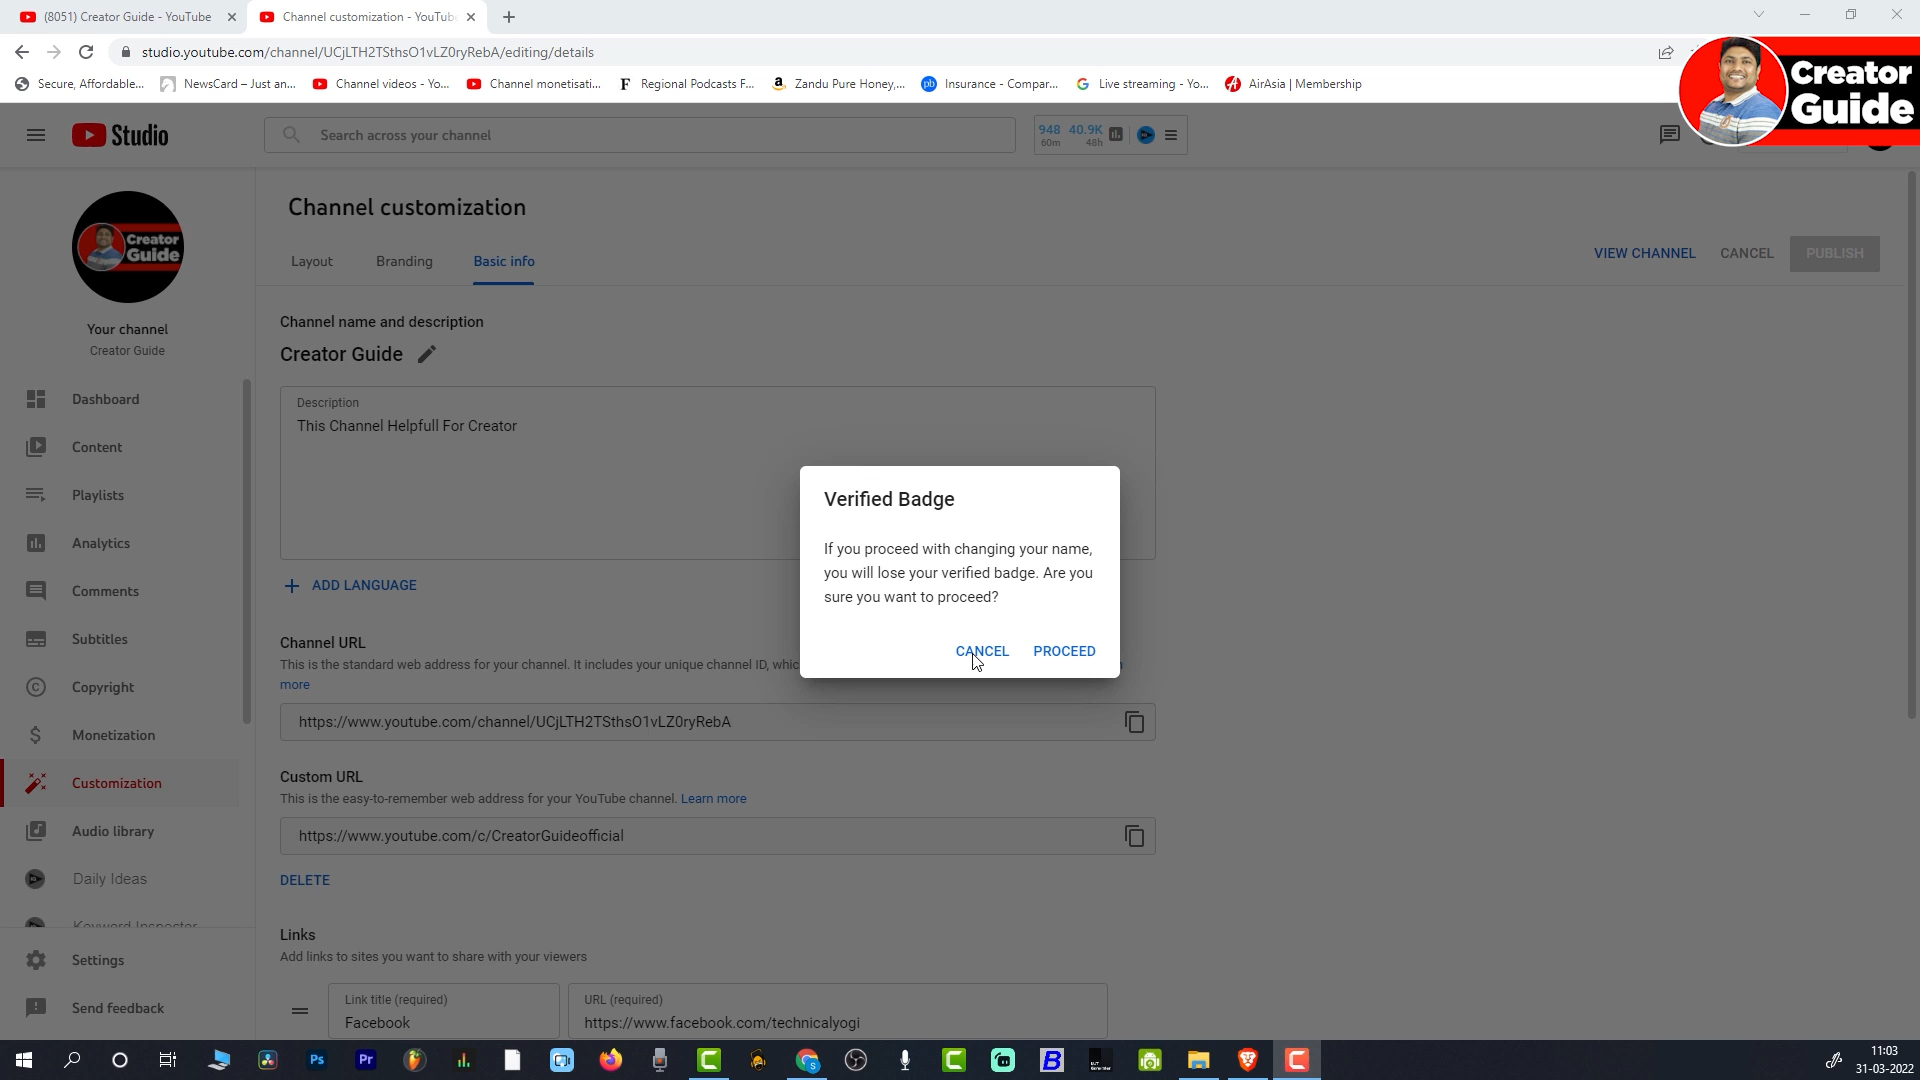 (8051) Creator Guide - YouTube
Channel customization - YouTube
studio.youtube.com/channel/UCjLTH2TSthsO1vLZ0ryRebA/editing/details
Secure, Affordable...
NewsCard – Just an...
Channel videos - Yo...
Channel monetisati...
Regional Podcasts F...
Zandu Pure Honey,...
Insurance - Compar...
Live streaming - Yo...
AirAsia | Membership
Creator
Guide
Studio
Search across your channel
948 40.9K
60m 48h
Creator
Guide
Your channel
Creator Guide
Dashboard
Content
Playlists
Analytics
Comments
Subtitles
Copyright
Monetization
Customization
Audio library
Daily Ideas
Keyword Inspector
Settings
Send feedback
Channel customization
Layout
Branding
Basic info
VIEW CHANNEL
CANCEL
PUBLISH
Channel name and description
Creator Guide
Description
This Channel Helpfull For Creator
ADD LANGUAGE
Channel URL
This is the standard web address for your channel. It includes your unique channel ID,
more
https://www.youtube.com/channel/UCjLTH2TSthsO1vLZ0ryRebA
Custom URL
This is the easy-to-remember web address for your YouTube channel. Learn more
https://www.youtube.com/c/CreatorGuideofficial
DELETE
Links
Add links to sites you want to share with your viewers
Link title (required)
Facebook
URL (required)
https://www.facebook.com/technicalyogi
Verified Badge
If you proceed with changing your name,
you will lose your verified badge. Are you
sure you want to proceed?
CANCEL
PROCEED
Ps
Pr
B
11:03
31-03-2022